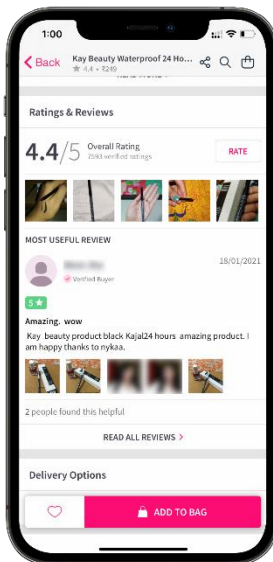 1:00
Back
Kay Beauty Waterproof 24 Ho...
★ 4.4 • ₹249
Ratings & Reviews
4.4/5
Overall Rating
7593 verified ratings
RATE
MOST USEFUL REVIEW
18/01/2021
Verified Buyer
5 ★
Amazing. wow
Kay beauty product black Kajal24 hours amazing product. I
am happy thanks to nykaa.
2 people found this helpful
READ ALL REVIEWS >
Delivery Options
ADD TO BAG